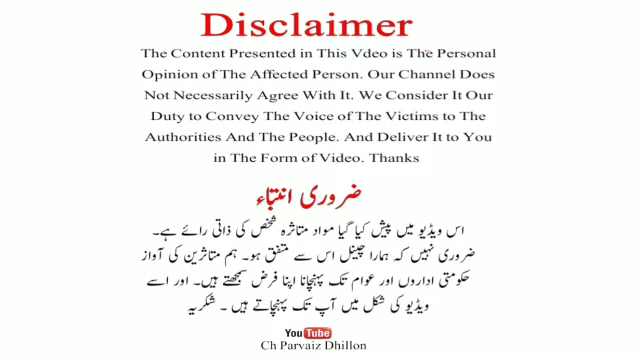 Disclaimer
The Content Presented in This Vdeo is The Personal
Opinion of The Affected Person. Our Channel Does
Not Necessarily Agree With It. We Consider It Our
Duty to Convey The Voice of The Victims to The
Authorities And The People. And Deliver It to You
in The Form of Video. Thanks
ضروری انتباء
اس ویڈیو میں پیش کیا گیا مواد متاثرہ شخص کی ذاتی رائے ہے۔
ضروری نہیں کہ ہمارا چینل اس سے متفق ہو۔ ہم متاثرین کی آواز
حکومتی اداروں اور عوام تک پہنچانا اپنا فرض سمجھتے ہیں۔ اور اسے
ویڈیو کی شکل میں آپ تک پہنچاتے ہیں ۔ شکریہ
YouTube
Ch Parvaiz Dhillon